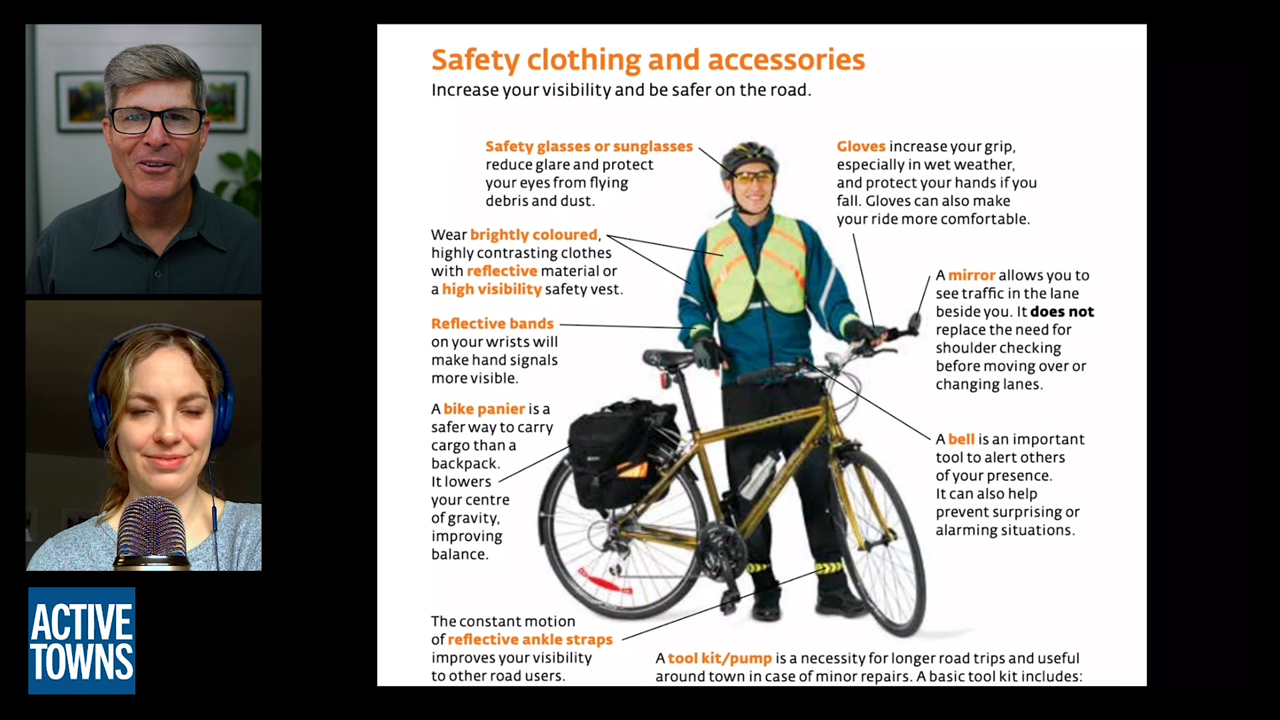 Safety clothing and accessories
Increase your visibility and be safer on the road.
Safety glasses or sunglasses
reduce glare and protect
your eyes from flying
debris and dust.
Gloves increase your grip,
especially in wet weather,
and protect your hands if you
fall. Gloves can also make
your ride more comfortable.
Wear brightly coloured,
highly contrasting clothes
with reflective material or
a high visibility safety vest.
A mirror allows you to
see traffic in the lane
beside you. It does not
replace the need for
shoulder checking
before moving over or
changing lanes.
Reflective bands
on your wrists will
make hand signals
more visible.
A bike panier is a
safer way to carry
cargo than a
backpack.
It lowers
your centre
of gravity,
improving
balance.
A bell is an important
tool to alert others
of your presence.
It can also help
prevent surprising or
alarming situations.
The constant motion
of reflective ankle straps
improves your visibility
to other road users.
A tool kit/pump is a necessity for longer road trips and useful
around town in case of minor repairs. A basic tool kit includes:
ACTIVE
TOWNS